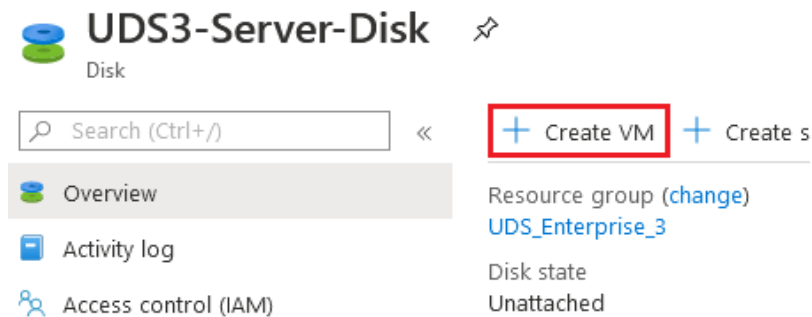 UDS3-Server-Disk
Disk
Search (Ctrl+/)
«
Overview
Activity log
Access control (IAM)
+ Create VM + Create s
Resource group (change)
UDS_Enterprise_3
Disk state
Unattached